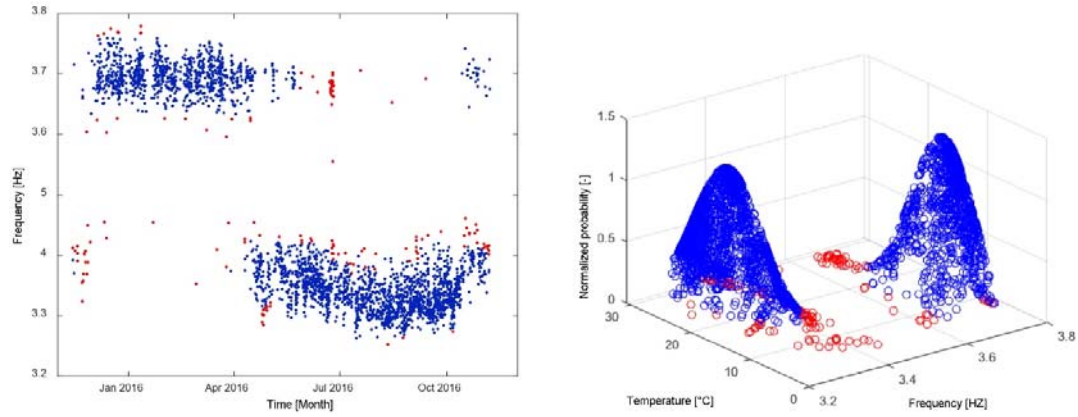 3.8
3.7
3.6
5
4
3.3
3.2
Frequency [Hz]
Jan 2016
Apr 2016
Jul 2016
Oct 2016
Time [Month]
1.5
1
0.5
0
Normalized probability [-]
30
20
10
0
Temperature [°C]
3.2
3.4
3.6
3.8
Frequency [HZ]